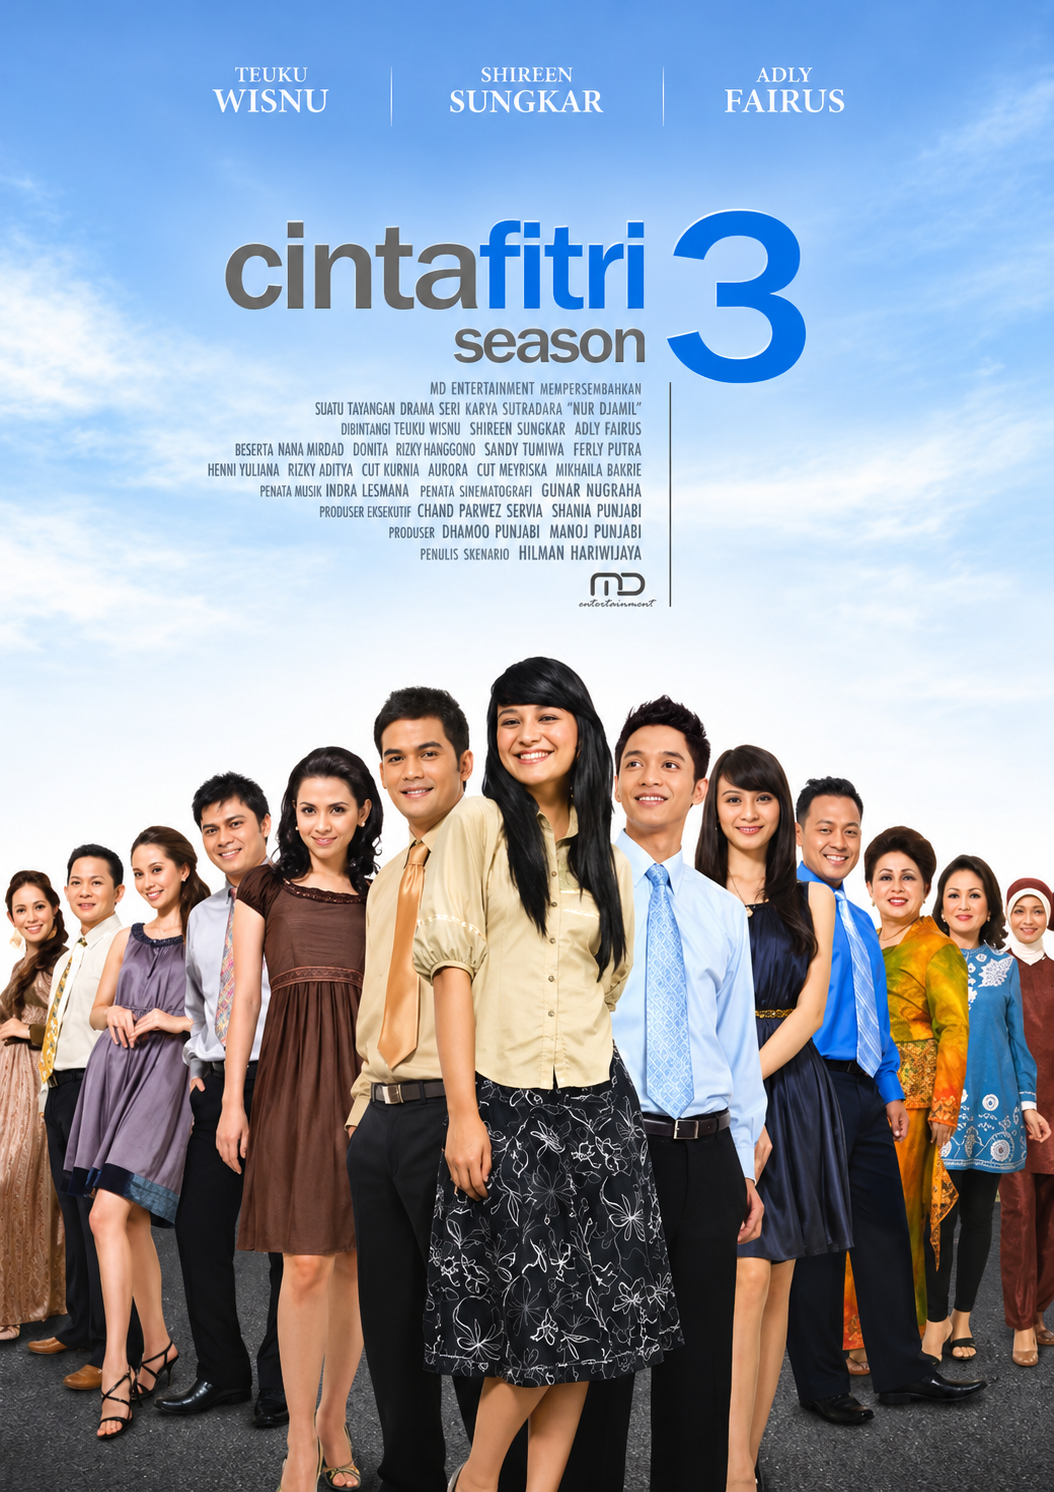 TEUKU
WISNU
SHIREEN
SUNGKAR
ADLY
FAIRUS
cintafitri 3
season
MD ENTERTAINMENT MEMPERSEMBAHKAN
SUATU TAYANGAN DRAMA SERI KARYA SUTRADARA "NUR DJAMIL"
DIBINTANGI TEUKU WISNU SHIREEN SUNGKAR ADLY FAIRUS
BESERTA NANA MIRDAD DONITA RIZKY HANGGONO SANDY TUMIWA FERLY PUTRA
HENNI YULIANA RIZKY ADITYA CUT KURNIA AURORA CUT MEYRISKA MIKHAILA BAKRIE
PENATA MUSIK INDRA LESMANA PENATA SINEMATOGRAFI GUNAR NUGRAHA
PRODUSER EKSEKUTIF CHAND PARWEZ SERVIA SHANIA PUNJABI
PRODUSER DHAMOO PUNJABI MANOJ PUNJABI
PENULIS SKENARIO HILMAN HARIWIJAYA
MD
entertainment